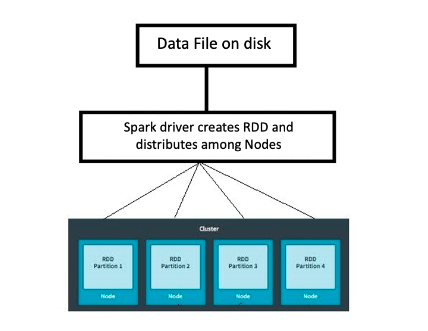 Data File on disk
Spark driver creates RDD and
distributes among Nodes
Cluster
RDD
Partition 1
RDD
Partition 2
RDD
Partition 3
RDD
Partition 4
Node
Node
Node
Node